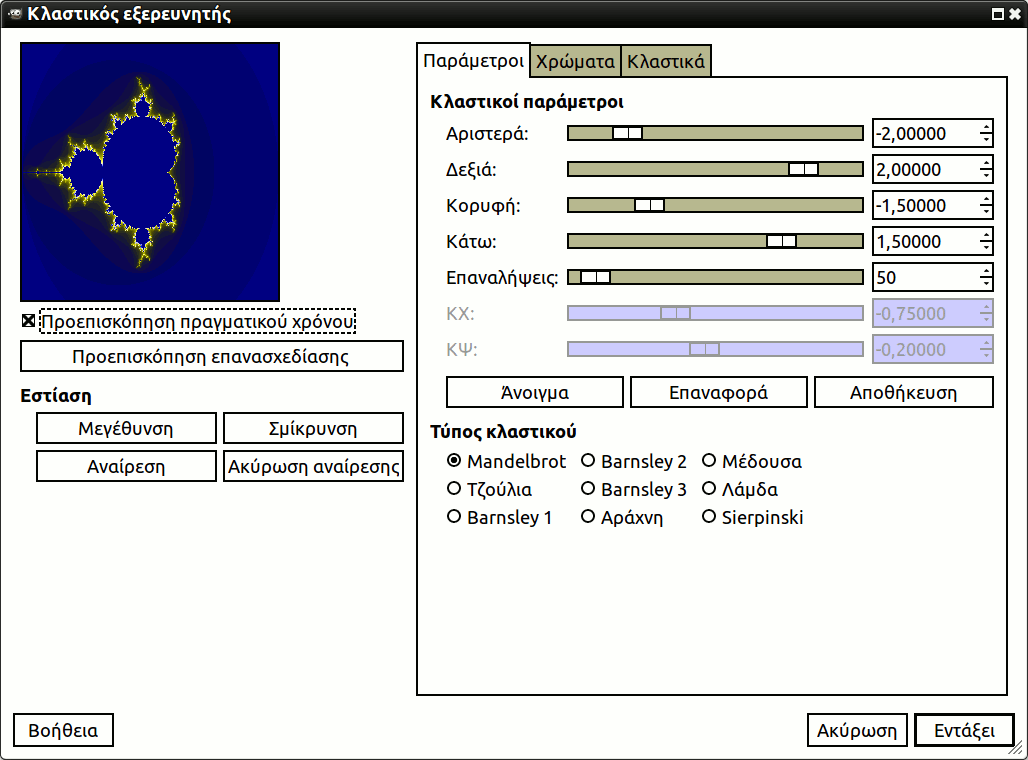 Κλαστικός εξερευνητής
Προεπισκόπηση πραγματικού χρόνου
Προεπισκόπηση επανασχεδίασης
Εστίαση
Μεγέθυνση Σμίκρυνση
Αναίρεση Ακύρωση αναίρεσης
Παράμετροι Χρώματα Κλαστικά
Κλαστικοί παράμετροι
Αριστερά: -2,00000
Δεξιά: 2,00000
Κορυφή: -1,50000
Κάτω: 1,50000
Επαναλήψεις: 50
ΚΧ: -0,75000
ΚΨ: -0,20000
Άνοιγμα Επαναφορά Αποθήκευση
Τύπος κλαστικού
Mandelbrot Barnsley 2 Μέδουσα
Τζούλια Barnsley 3 Λάμδα
Barnsley 1 Αράχνη Sierpinski
Βοήθεια Ακύρωση Εντάξει